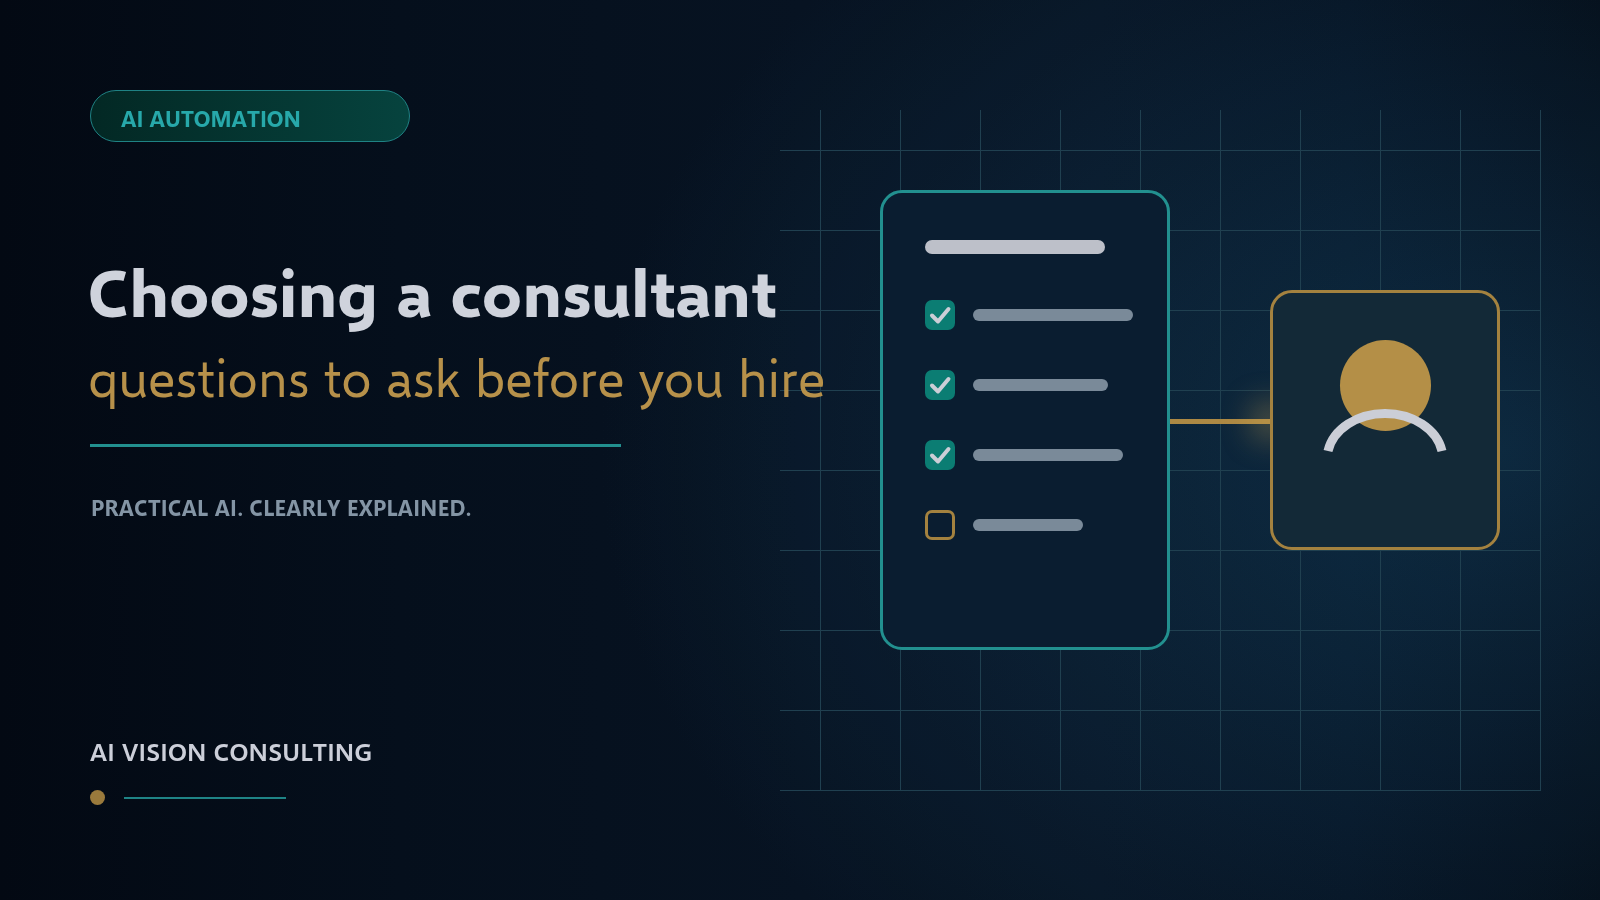 AI AUTOMATION
Choosing a consultant
questions to ask before you hire
PRACTICAL AI. CLEARLY EXPLAINED.
AI VISION CONSULTING